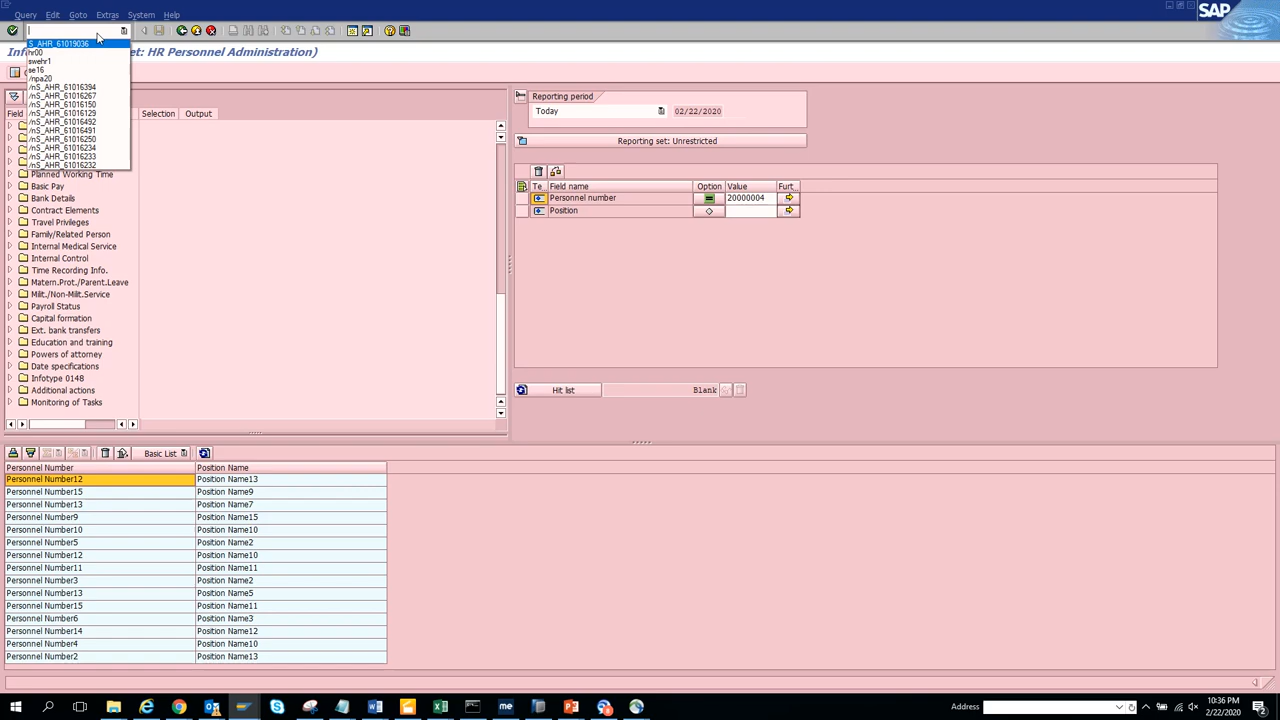 Query Edit Goto Extras System Help
SAP
Info
et: HR Personnel Administration)
S_AHR_61019036
hr00
swehr1
se16
/npa20
/nS_AHR_61016394
/nS_AHR_61016267
/nS_AHR_61016150
/nS_AHR_61016129
/nS_AHR_61016492
/nS_AHR_61016491
/nS_AHR_61016250
/nS_AHR_61016234
/nS_AHR_61016233
/nS_AHR_61016232
Field Selection Output
Planned Working Time
Basic Pay
Bank Details
Contract Elements
Travel Privileges
Family/Related Person
Internal Medical Service
Internal Control
Time Recording Info.
Matern.Prot./Parent.Leave
Milit./Non-Milit.Service
Payroll Status
Capital formation
Ext. bank transfers
Education and training
Powers of attorney
Date specifications
Infotype 0148
Additional actions
Monitoring of Tasks
Reporting period
Today 02/22/2020
Reporting set: Unrestricted
Te... Field name Option Value Furt...
Personnel number 20000004
Position
Hit list Blank
Basic List
Personnel Number Position Name
Personnel Number12 Position Name13
Personnel Number15 Position Name9
Personnel Number13 Position Name7
Personnel Number9 Position Name15
Personnel Number10 Position Name10
Personnel Number5 Position Name2
Personnel Number12 Position Name10
Personnel Number11 Position Name11
Personnel Number3 Position Name2
Personnel Number13 Position Name5
Personnel Number15 Position Name11
Personnel Number6 Position Name3
Personnel Number14 Position Name12
Personnel Number4 Position Name10
Personnel Number2 Position Name13
Address
10:36 PM
2/22/2020